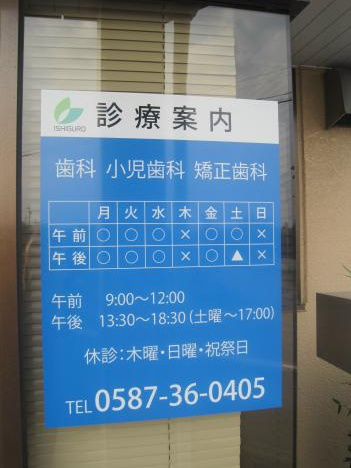 ISHIGURO 診療案内
歯科 小児歯科 矯正歯科
月 火 水 木 金 土 日
午前 ○ ○ ○ × ○ ○ ×
午後 ○ ○ ○ × ○ ▲ ×
午前 9:00〜12:00
午後 13:30〜18:30(土曜〜17:00)
休診:木曜・日曜・祝祭日
TEL 0587-36-0405